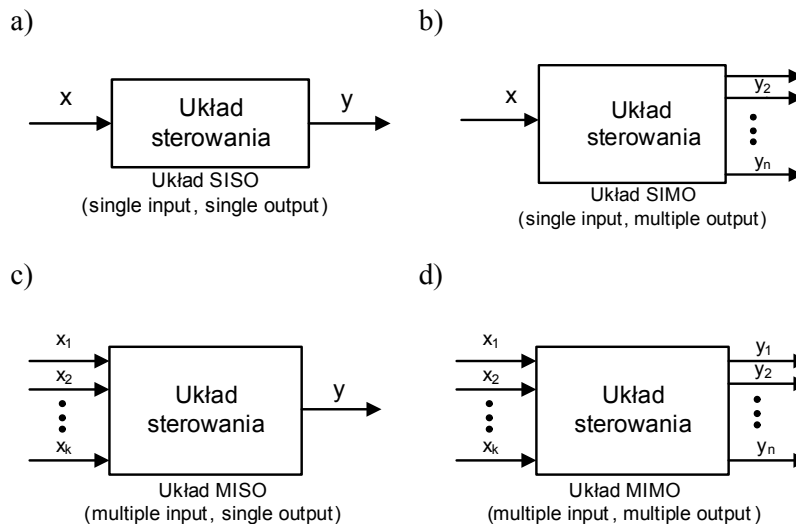 a)
x
Układ
sterowania
y
Układ SISO
(single input, single output)
b)
x
Układ
sterowania
y2
yn
Układ SIMO
(single input, multiple output)
c)
x1
x2
xk
Układ
sterowania
y
Układ MISO
(multiple input, single output)
d)
x1
x2
xk
Układ
sterowania
y1
y2
yn
Układ MIMO
(multiple input, multiple output)